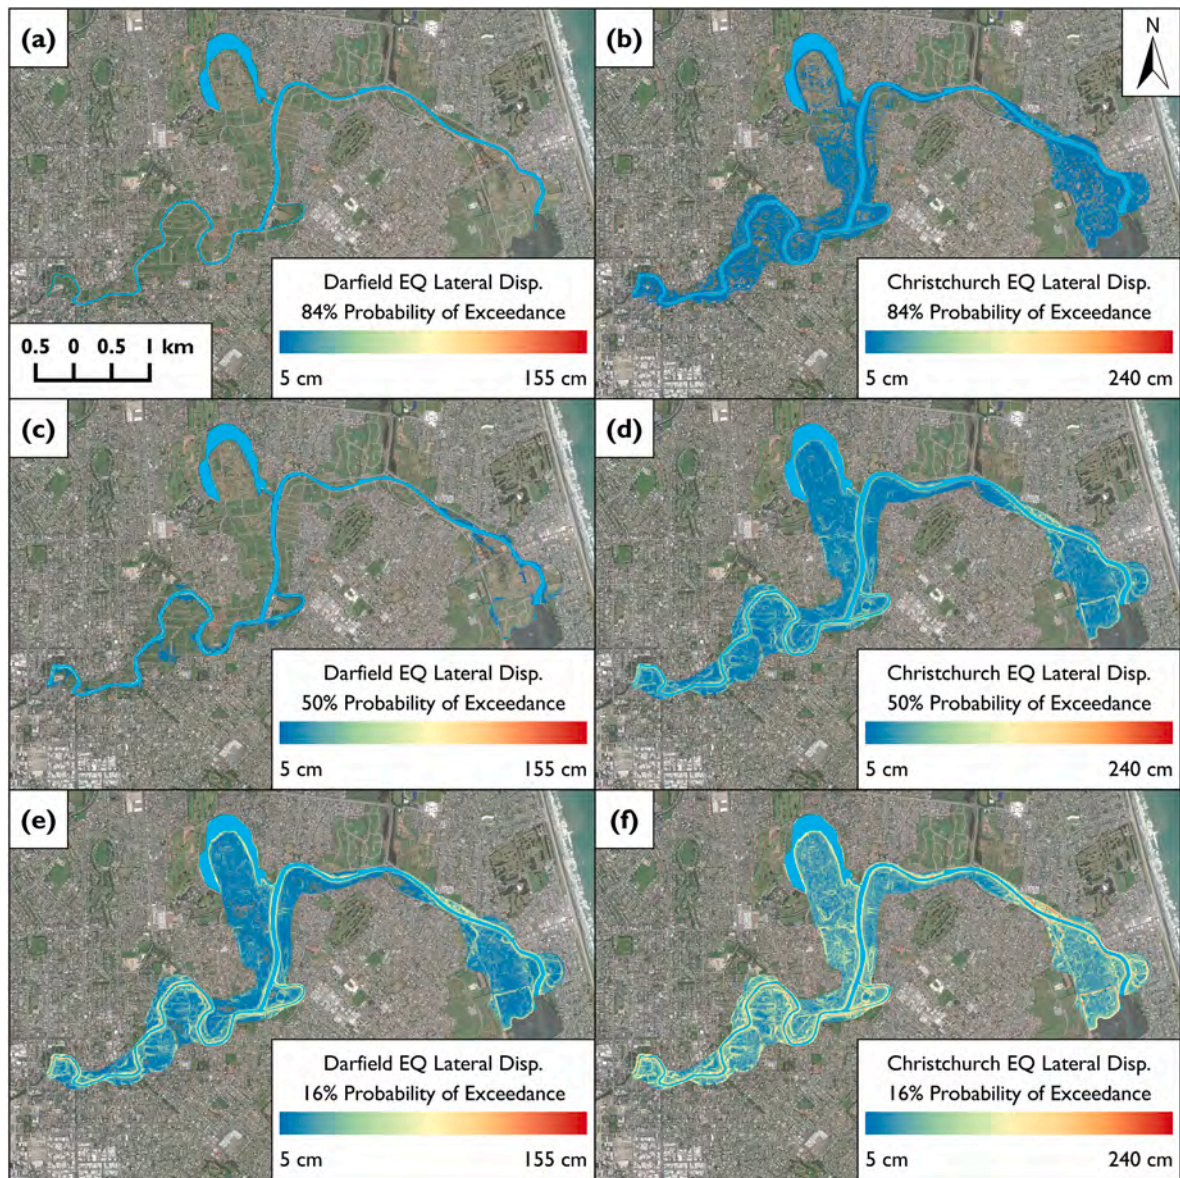 (a)
Darfield EQ Lateral Disp.
84% Probability of Exceedance
5 cm 155 cm
0.5 0 0.5 1 km
(b)
N
Christchurch EQ Lateral Disp.
84% Probability of Exceedance
5 cm 240 cm
(c)
Darfield EQ Lateral Disp.
50% Probability of Exceedance
5 cm 155 cm
(d)
Christchurch EQ Lateral Disp.
50% Probability of Exceedance
5 cm 240 cm
(e)
Darfield EQ Lateral Disp.
16% Probability of Exceedance
5 cm 155 cm
(f)
Christchurch EQ Lateral Disp.
16% Probability of Exceedance
5 cm 240 cm